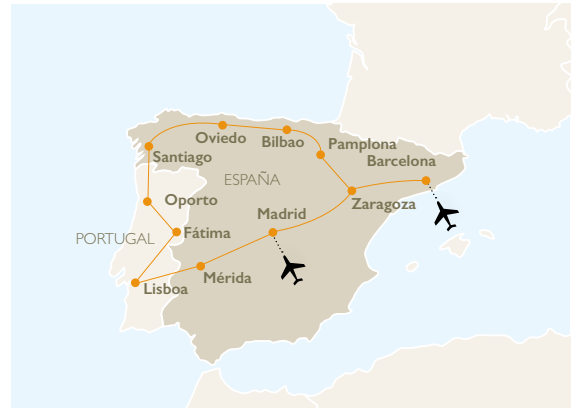 Oviedo
Bilbao
Pamplona
Santiago
Barcelona
ESPAÑA
Oporto
Zaragoza
Madrid
PORTUGAL
Fátima
Mérida
Lisboa